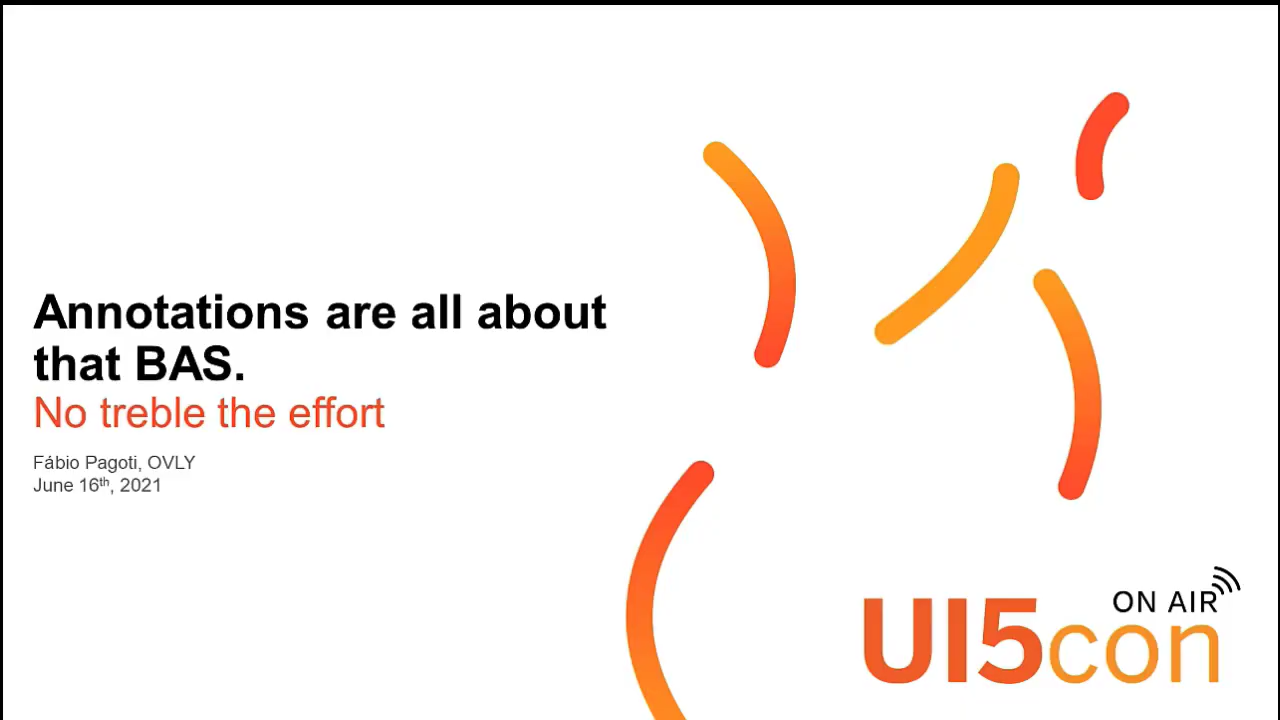 Annotations are all about
that BAS.
No treble the effort
Fábio Pagoti, OVLY
June 16th, 2021
ON AIR
UI5con